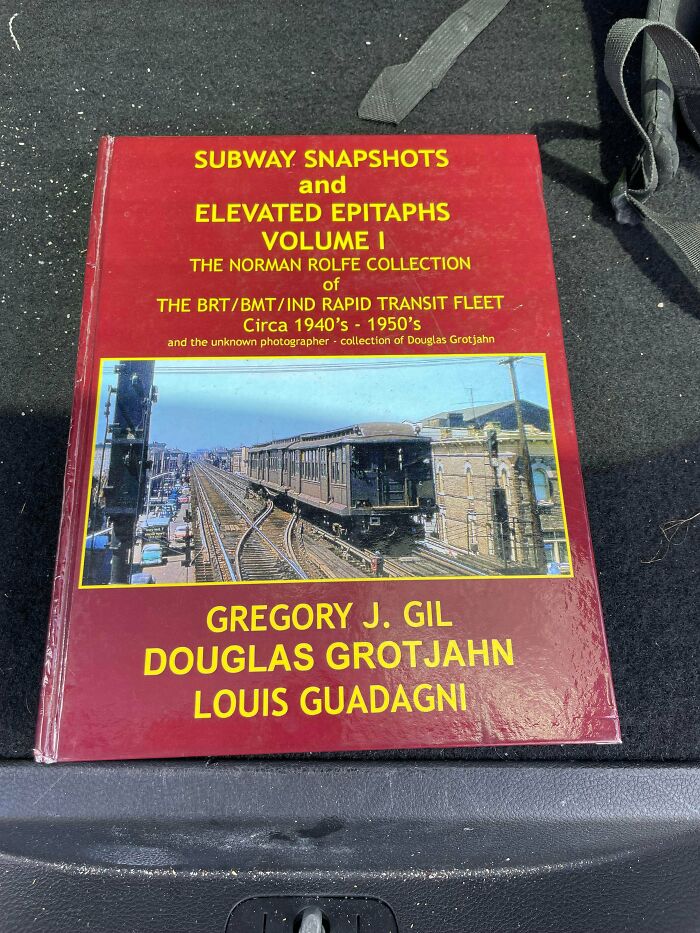 SUBWAY SNAPSHOTS
and
ELEVATED EPITAPHS
VOLUME I
THE NORMAN ROLFE COLLECTION
of
THE BRT/BMT/IND RAPID TRANSIT FLEET
Circa 1940's - 1950's
and the unknown photographer - collection of Douglas Grotjahn
GREGORY J. GIL
DOUGLAS GROTJAHN
LOUIS GUADAGNI